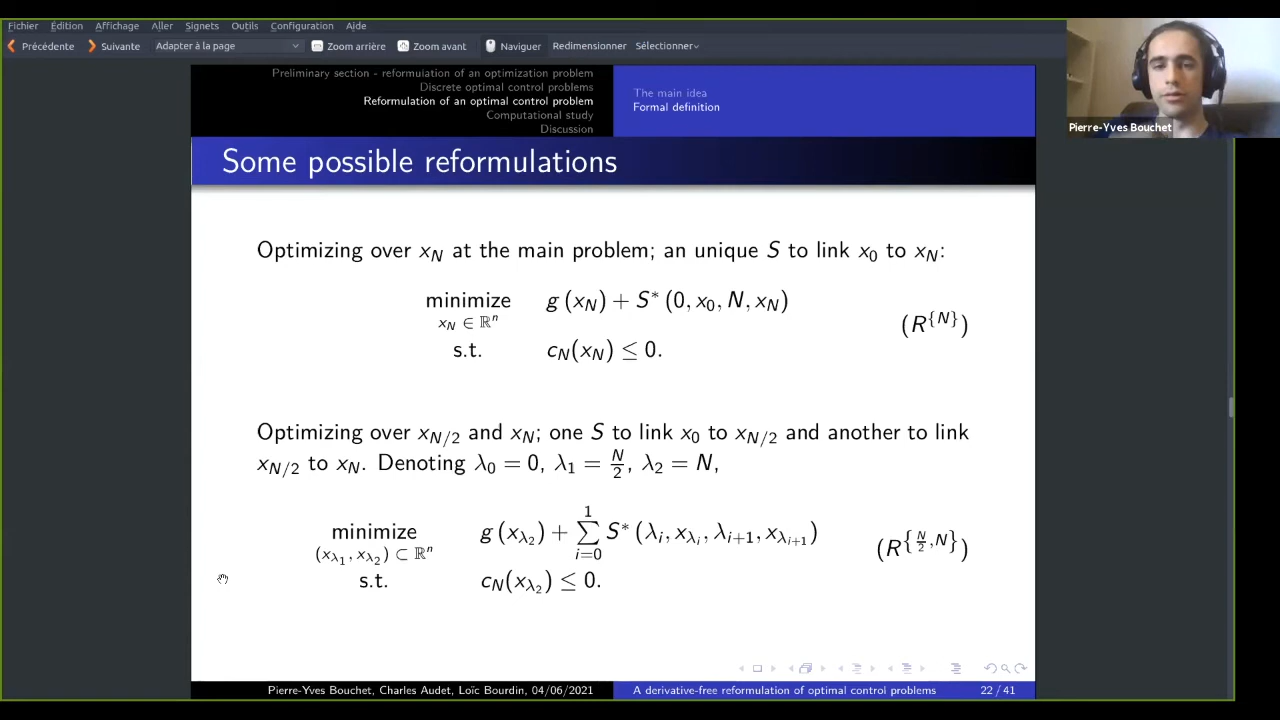 Fichier Édition Affichage Aller Signets Outils Configuration Aide
Précédente Suivante Adapter à la page Zoom arrière Zoom avant Naviguer Redimensionner Sélectionner
Pierre-Yves Bouchet
Preliminary section - reformulation of an optimization problem
Discrete optimal control problems
Reformulation of an optimal control problem
Computational study
Discussion
The main idea
Formal definition
Some possible reformulations
Optimizing over x_N at the main problem; an unique S to link x_0 to x_N:
minimize g (x_N) + S* (0, x_0, N, x_N)
x_N ∈ ℝ^n
(R^{N})
s.t. c_N(x_N) ≤ 0.
Optimizing over x_{N/2} and x_N; one S to link x_0 to x_{N/2} and another to link
x_{N/2} to x_N. Denoting λ_0 = 0, λ_1 = N/2, λ_2 = N,
minimize g (x_{λ_2}) + ∑_{i=0}^{1} S* (λ_i, x_{λ_i}, λ_{i+1}, x_{λ_{i+1}})
(x_{λ_1}, x_{λ_2}) ⊂ ℝ^n
(R^{{N/2, N}})
s.t. c_N(x_{λ_2}) ≤ 0.
Pierre-Yves Bouchet, Charles Audet, Loïc Bourdin, 04/06/2021 A derivative-free reformulation of optimal control problems 22 / 41